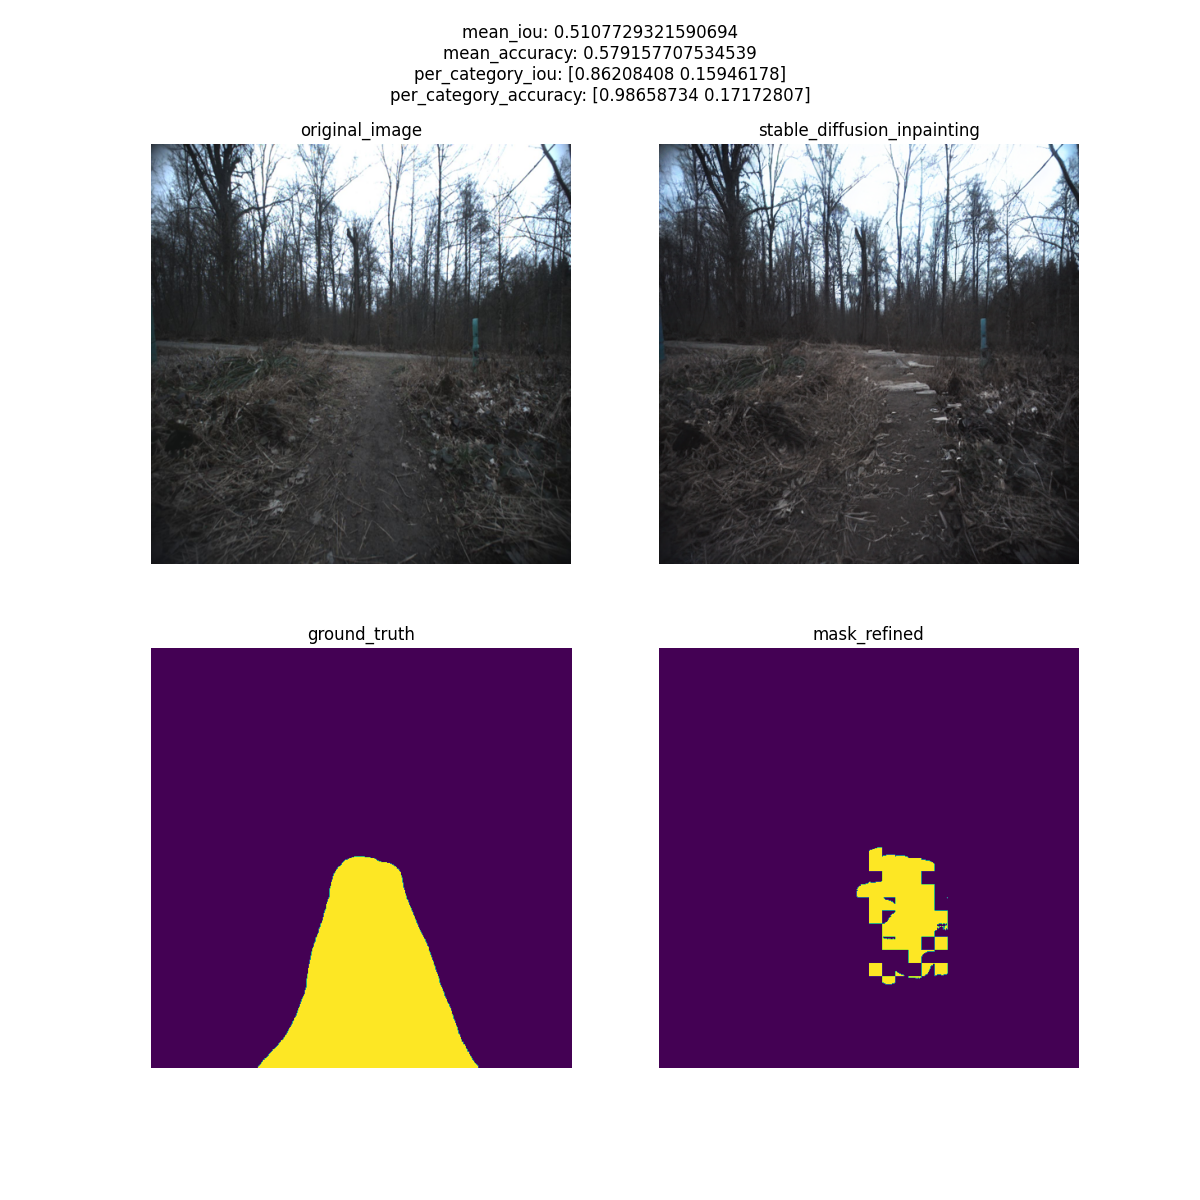 mean_iou: 0.5107729321590694
mean_accuracy: 0.579157707534539
per_category_iou: [0.86208408 0.15946178]
per_category_accuracy: [0.98658734 0.17172807]
original_image
stable_diffusion_inpainting
ground_truth
mask_refined